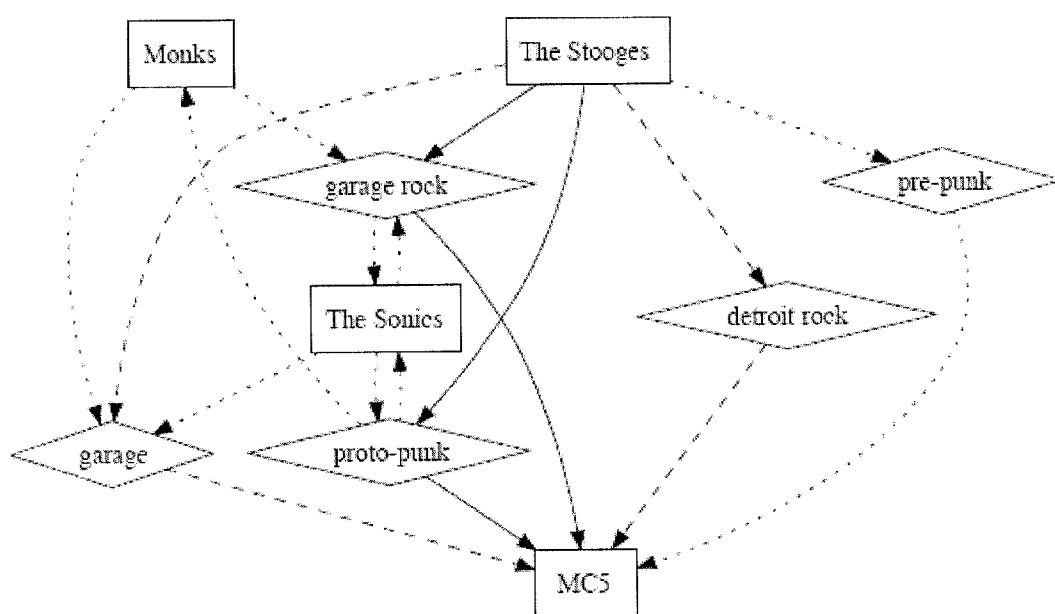 Monks
The Stooges
garage rock
pre-punk
The Sonics
detroit rock
garage
proto-punk
MC5